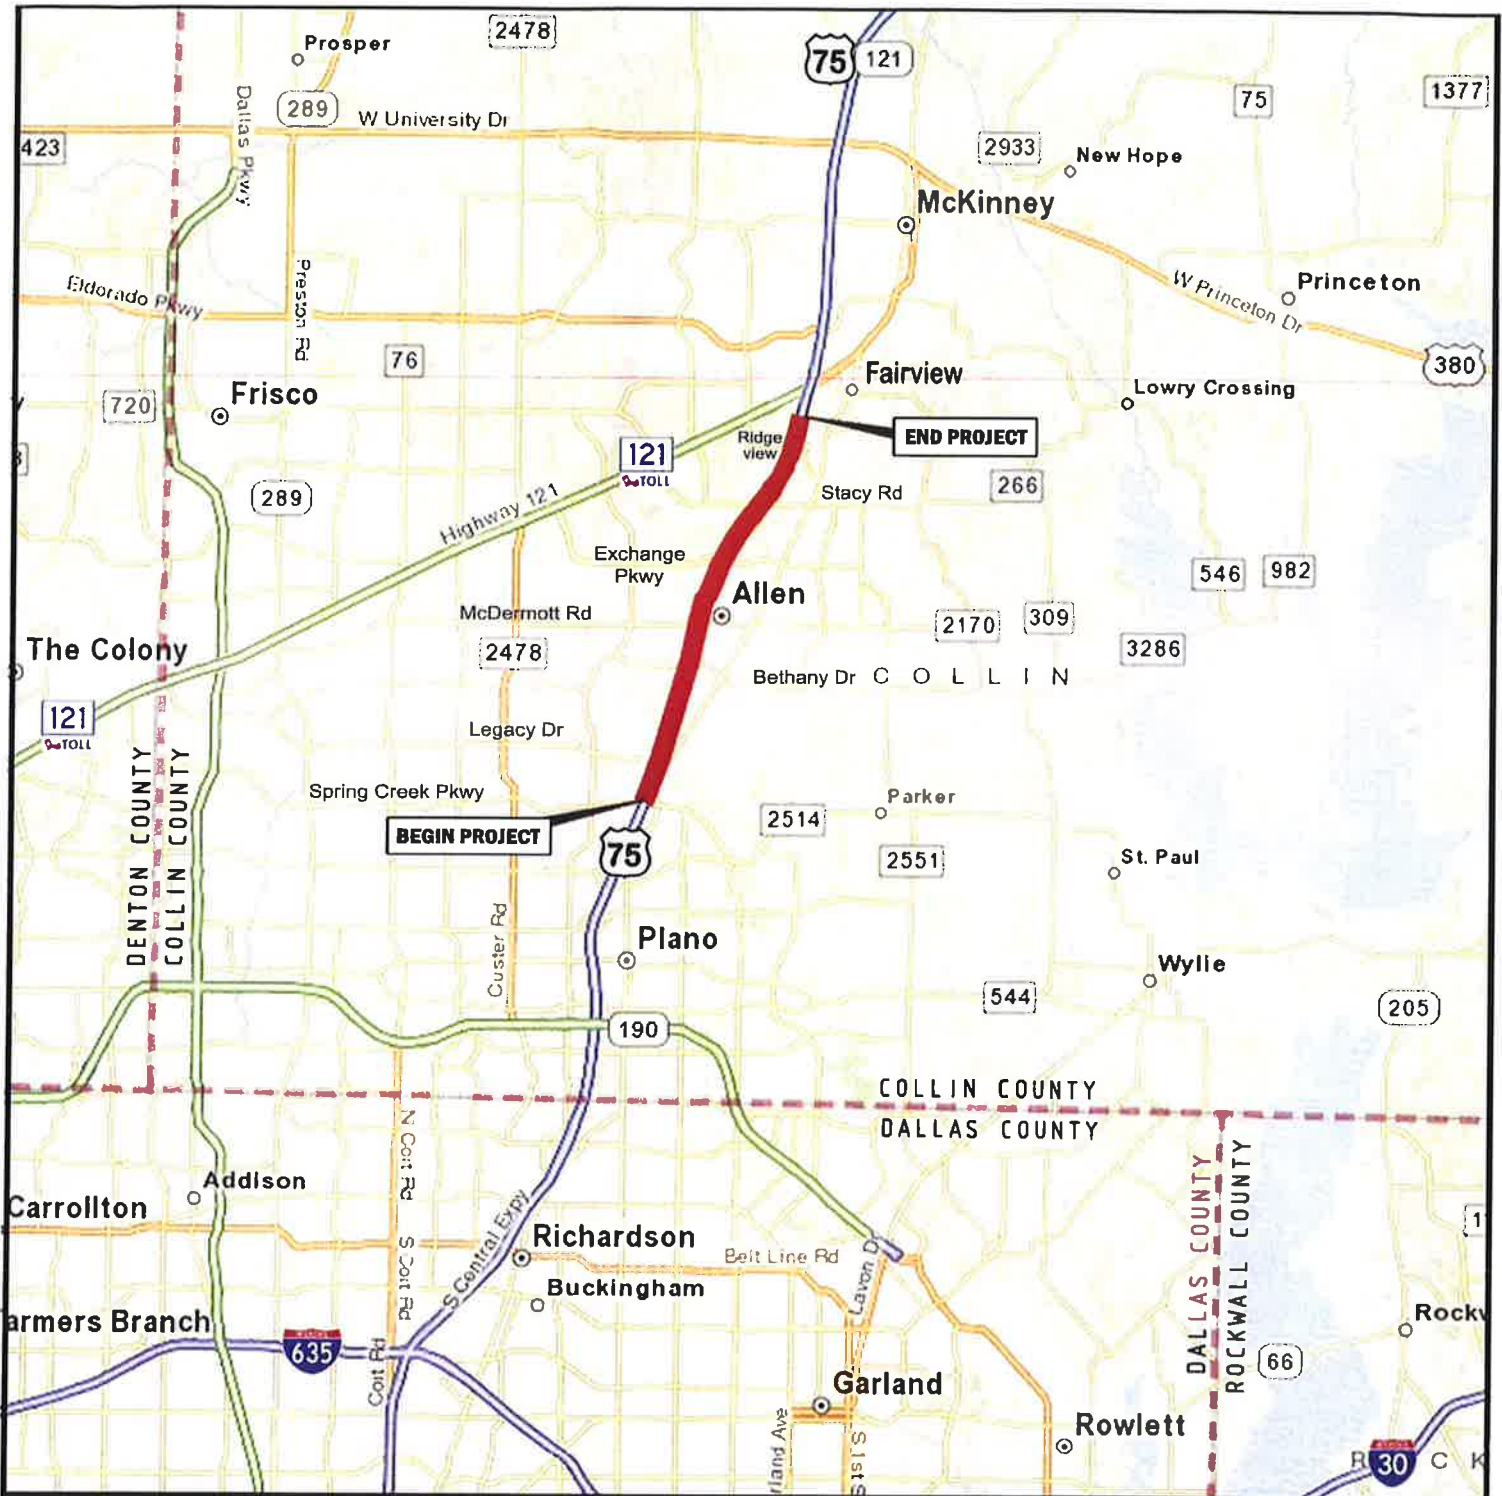 Prosper
2478
75
121
Dallas Pkwy
289
W University Dr
75
1377
423
2933
New Hope
McKinney
Preston Rd
Eldorado Pkwy
W Princeton Dr
Princeton
76
Fairview
380
Frisco
720
Lowry Crossing
Ridge
view
END PROJECT
121
TOLL
289
Highway 121
Stacy Rd
266
Exchange
Pkwy
546
982
Allen
McDermott Rd
2170
309
The Colony
2478
3286
Bethany Dr
COLLIN
121
TOLL
Legacy Dr
DENTON COUNTY
COLLIN COUNTY
Spring Creek Pkwy
BEGIN PROJECT
75
2514
Parker
2551
St. Paul
Custer Rd
Plano
Wylie
544
205
190
COLLIN COUNTY
DALLAS COUNTY
N Coit Rd
Addison
Carrollton
S Coit Rd
S Central Expy
Richardson
Belt Line Rd
Lavon D
DALLAS COUNTY
ROCKWALL COUNTY
1
Buckingham
armers Branch
635
Coit Rd
Rockw
66
Garland
rland Ave
S 1st S
Rowlett
R
30
C K